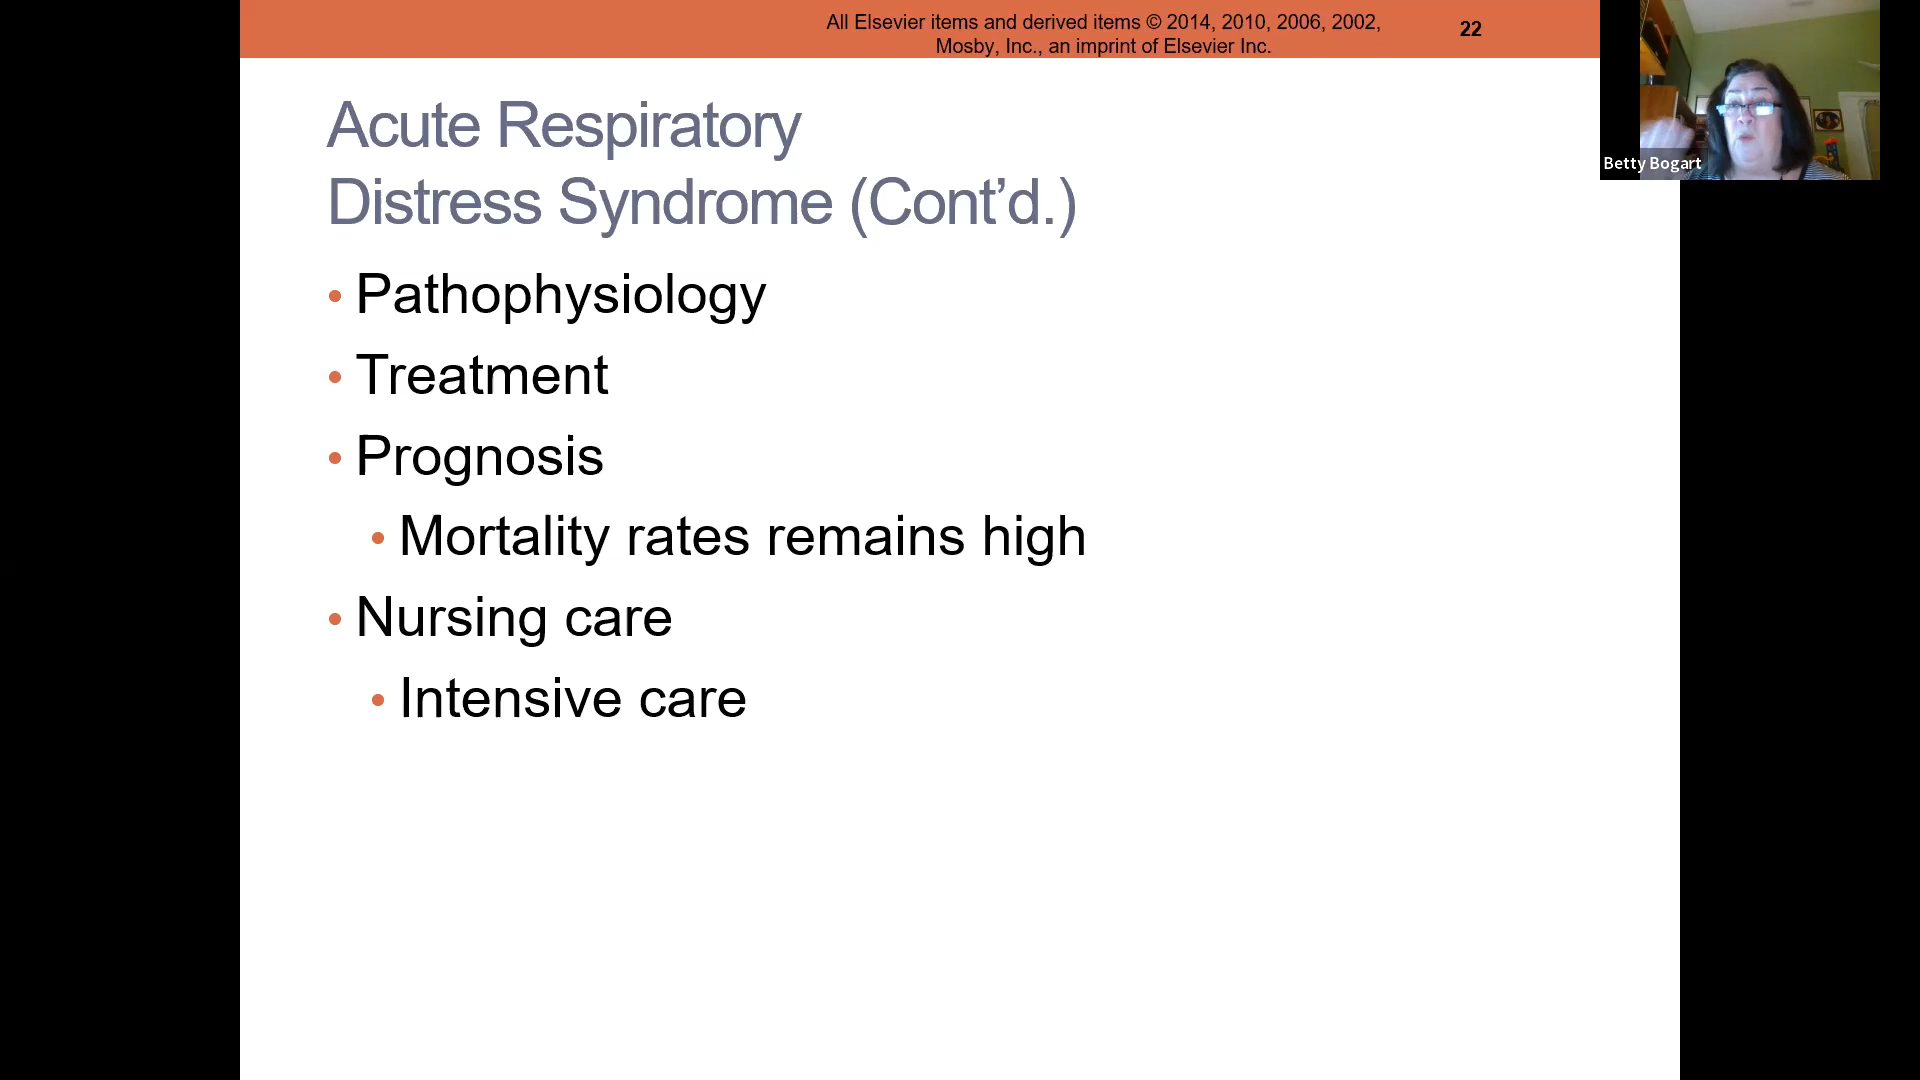 All Elsevier items and derived items © 2014, 2010, 2006, 2002,
Mosby, Inc., an imprint of Elsevier Inc.
22
Betty Bogart
Acute Respiratory
Distress Syndrome (Cont’d.)
• Pathophysiology
• Treatment
• Prognosis
• Mortality rates remains high
• Nursing care
• Intensive care